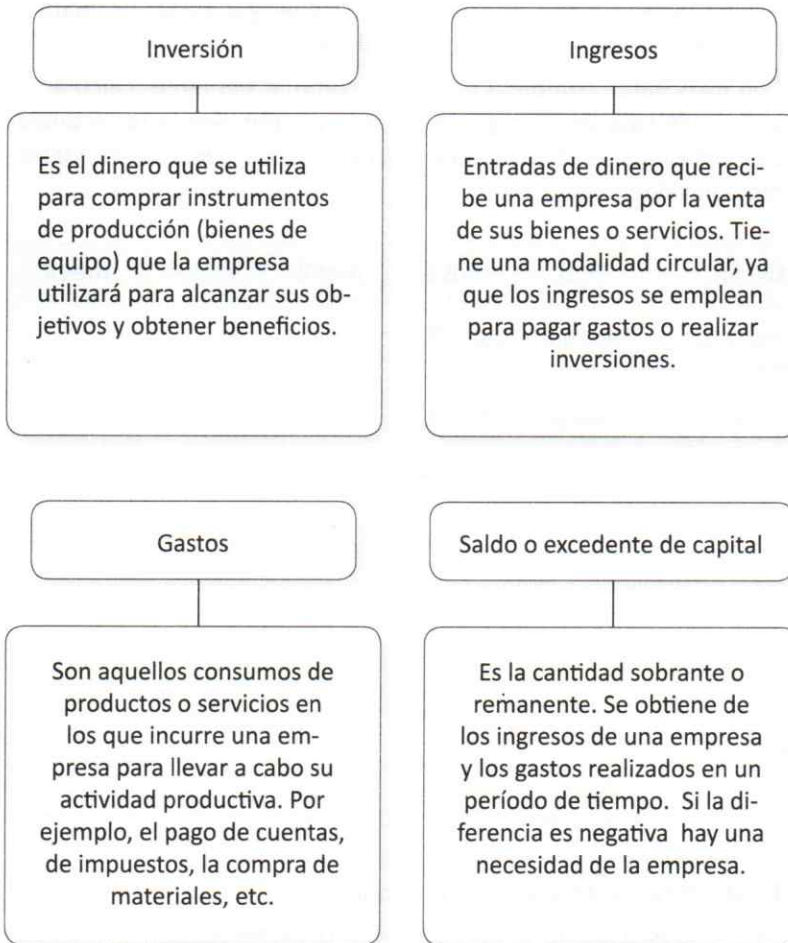 Inversión
Es el dinero que se utiliza
para comprar instrumentos
de producción (bienes de
equipo) que la empresa
utilizará para alcanzar sus ob-
jetivos y obtener beneficios.
Ingresos
Entradas de dinero que reci-
be una empresa por la venta
de sus bienes o servicios. Tie-
ne una modalidad circular, ya
que los ingresos se emplean
para pagar gastos o realizar
inversiones.
Gastos
Son aquellos consumos de
productos o servicios en
los que incurre una em-
presa para llevar a cabo su
actividad productiva. Por
ejemplo, el pago de cuentas,
de impuestos, la compra de
materiales, etc.
Saldo o excedente de capital
Es la cantidad sobrante o
remanente. Se obtiene de
los ingresos de una empresa
y los gastos realizados en un
período de tiempo. Si la di-
ferencia es negativa hay una
necesidad de la empresa.